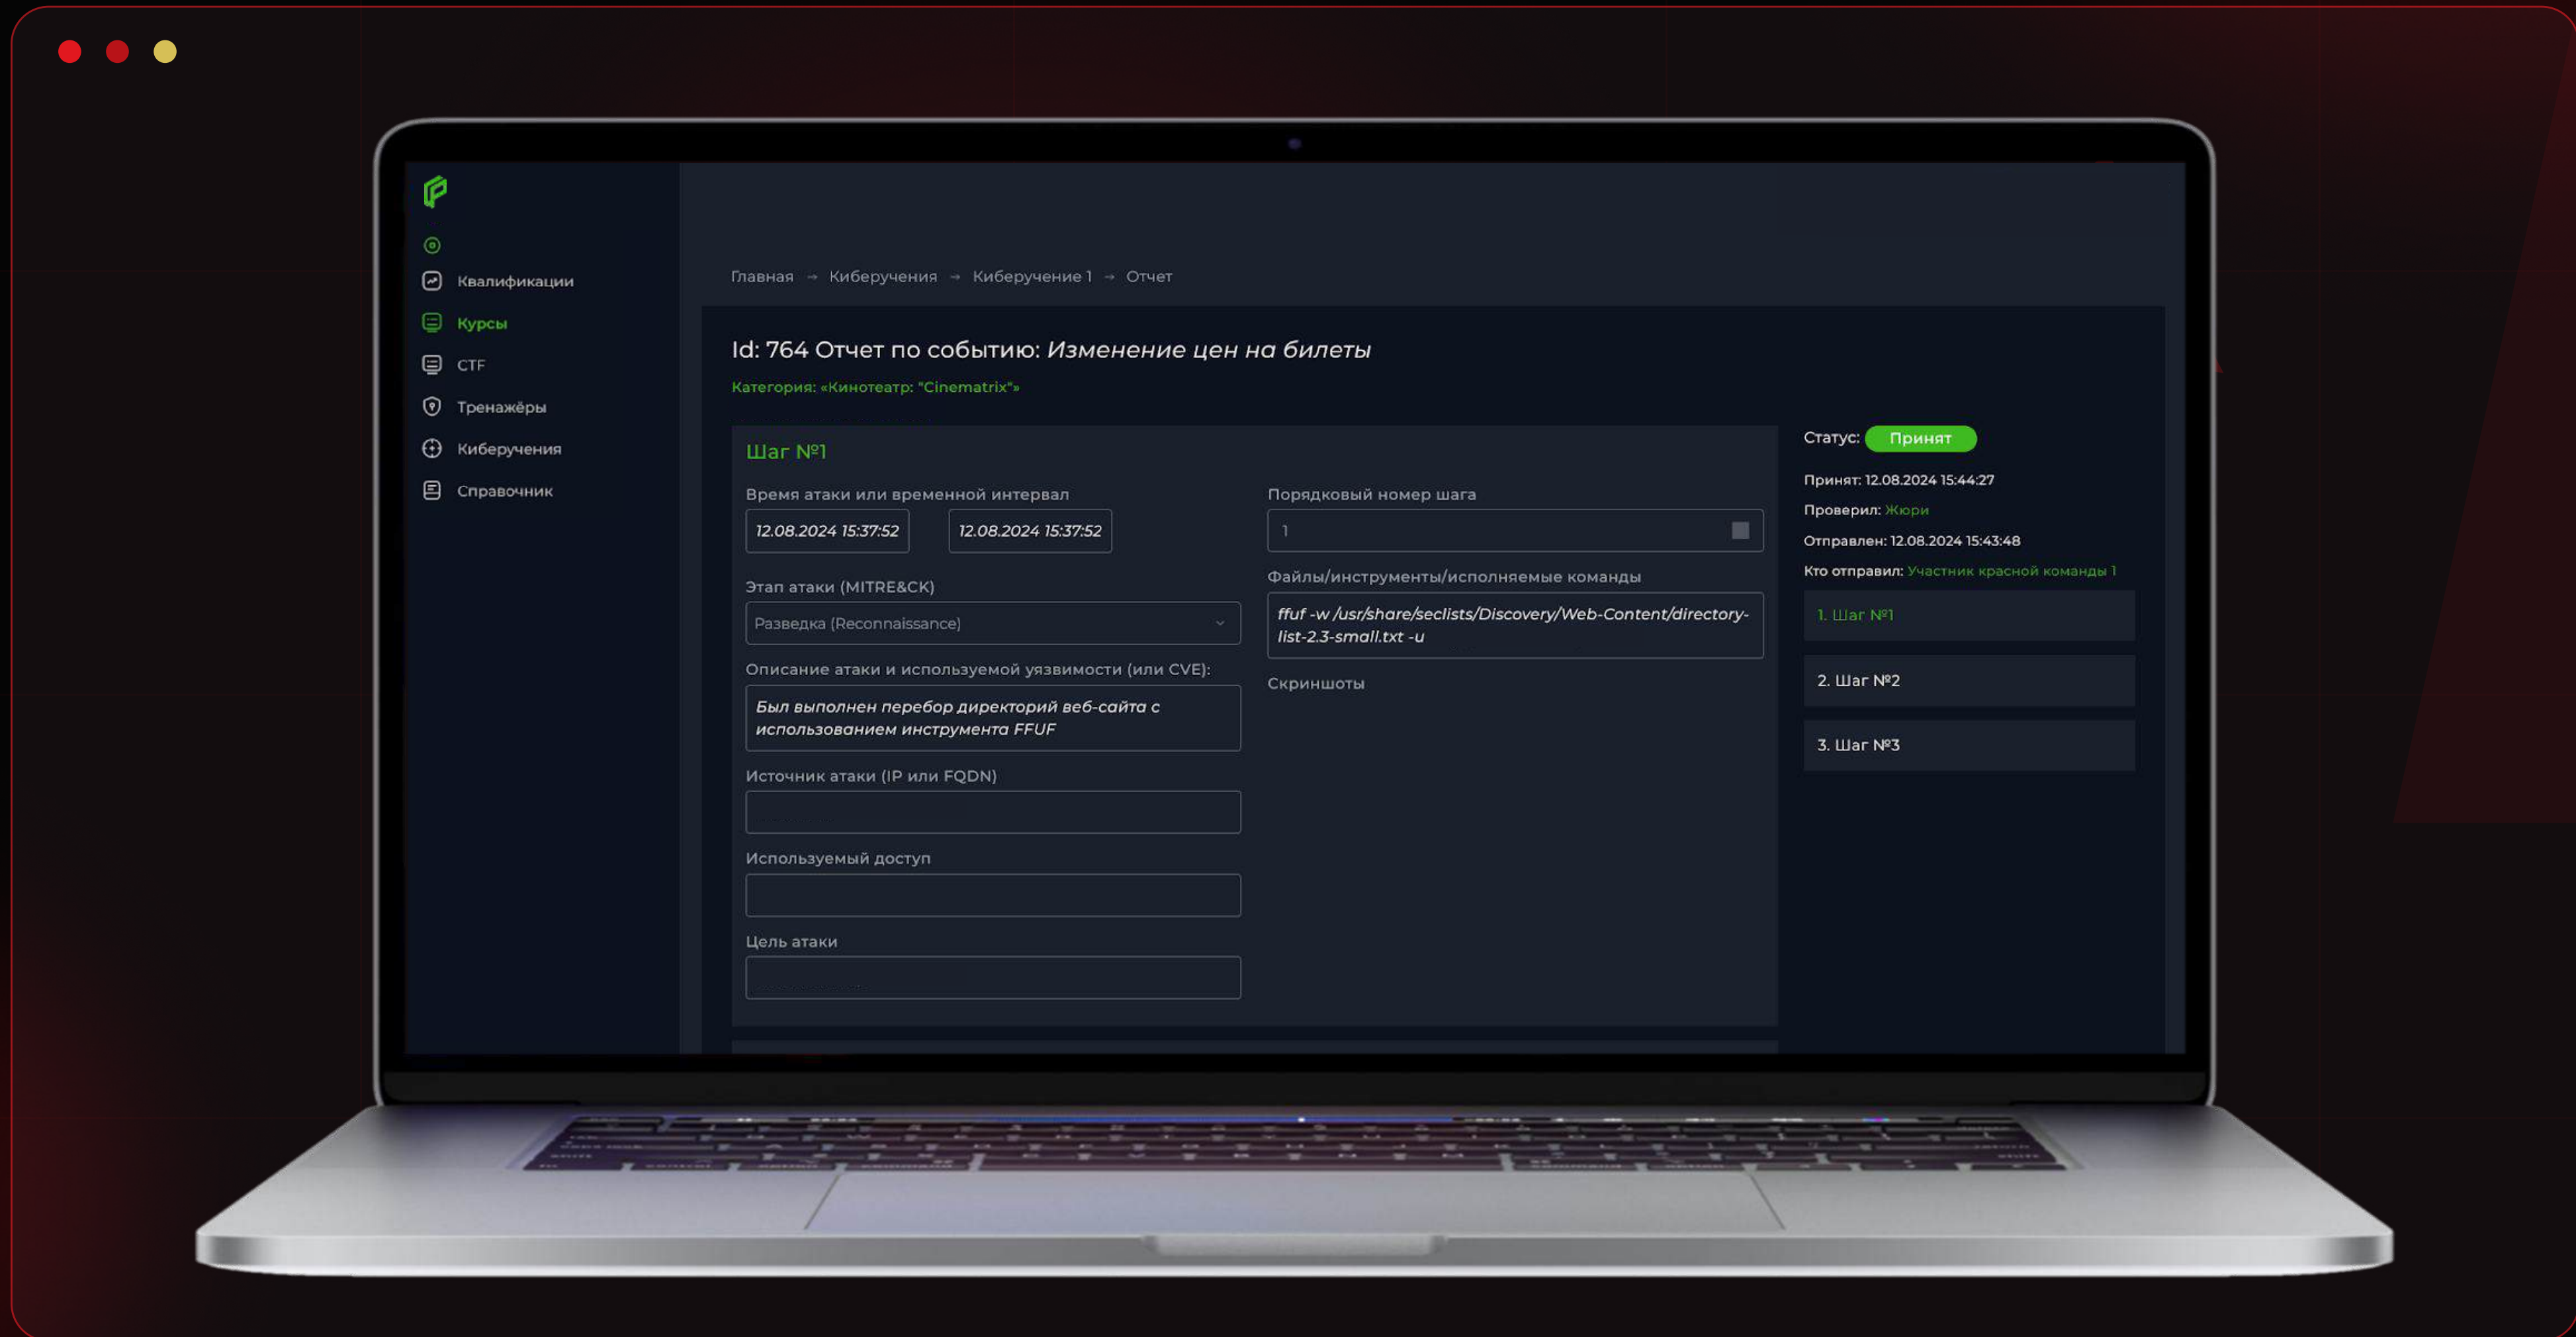 Квалификации
Курсы
CTF
Тренажёры
Киберучения
Справочник
Главная → Киберучения → Киберучение 1 → Отчет
Id: 764 Отчет по событию: Изменение цен на билеты
Категория: «Кинотеатр: "Cinematrix"»
Шаг №1
Время атаки или временной интервал
12.08.2024 15:37:52
12.08.2024 15:37:52
Этап атаки (MITRE&CK)
Разведка (Reconnaissance)
Описание атаки и используемой уязвимости (или CVE):
Был выполнен перебор директорий веб-сайта с
использованием инструмента FFUF
Источник атаки (IP или FQDN)
Используемый доступ
Цель атаки
Порядковый номер шага
1
Файлы/инструменты/исполняемые команды
ffuf -w /usr/share/seclists/Discovery/Web-Content/directory-
list-2.3-small.txt -u
Скриншоты
Статус: Принят
Принят: 12.08.2024 15:44:27
Проверил: Жюри
Отправлен: 12.08.2024 15:43:48
Кто отправил: Участник красной команды 1
1. Шаг №1
2. Шаг №2
3. Шаг №3